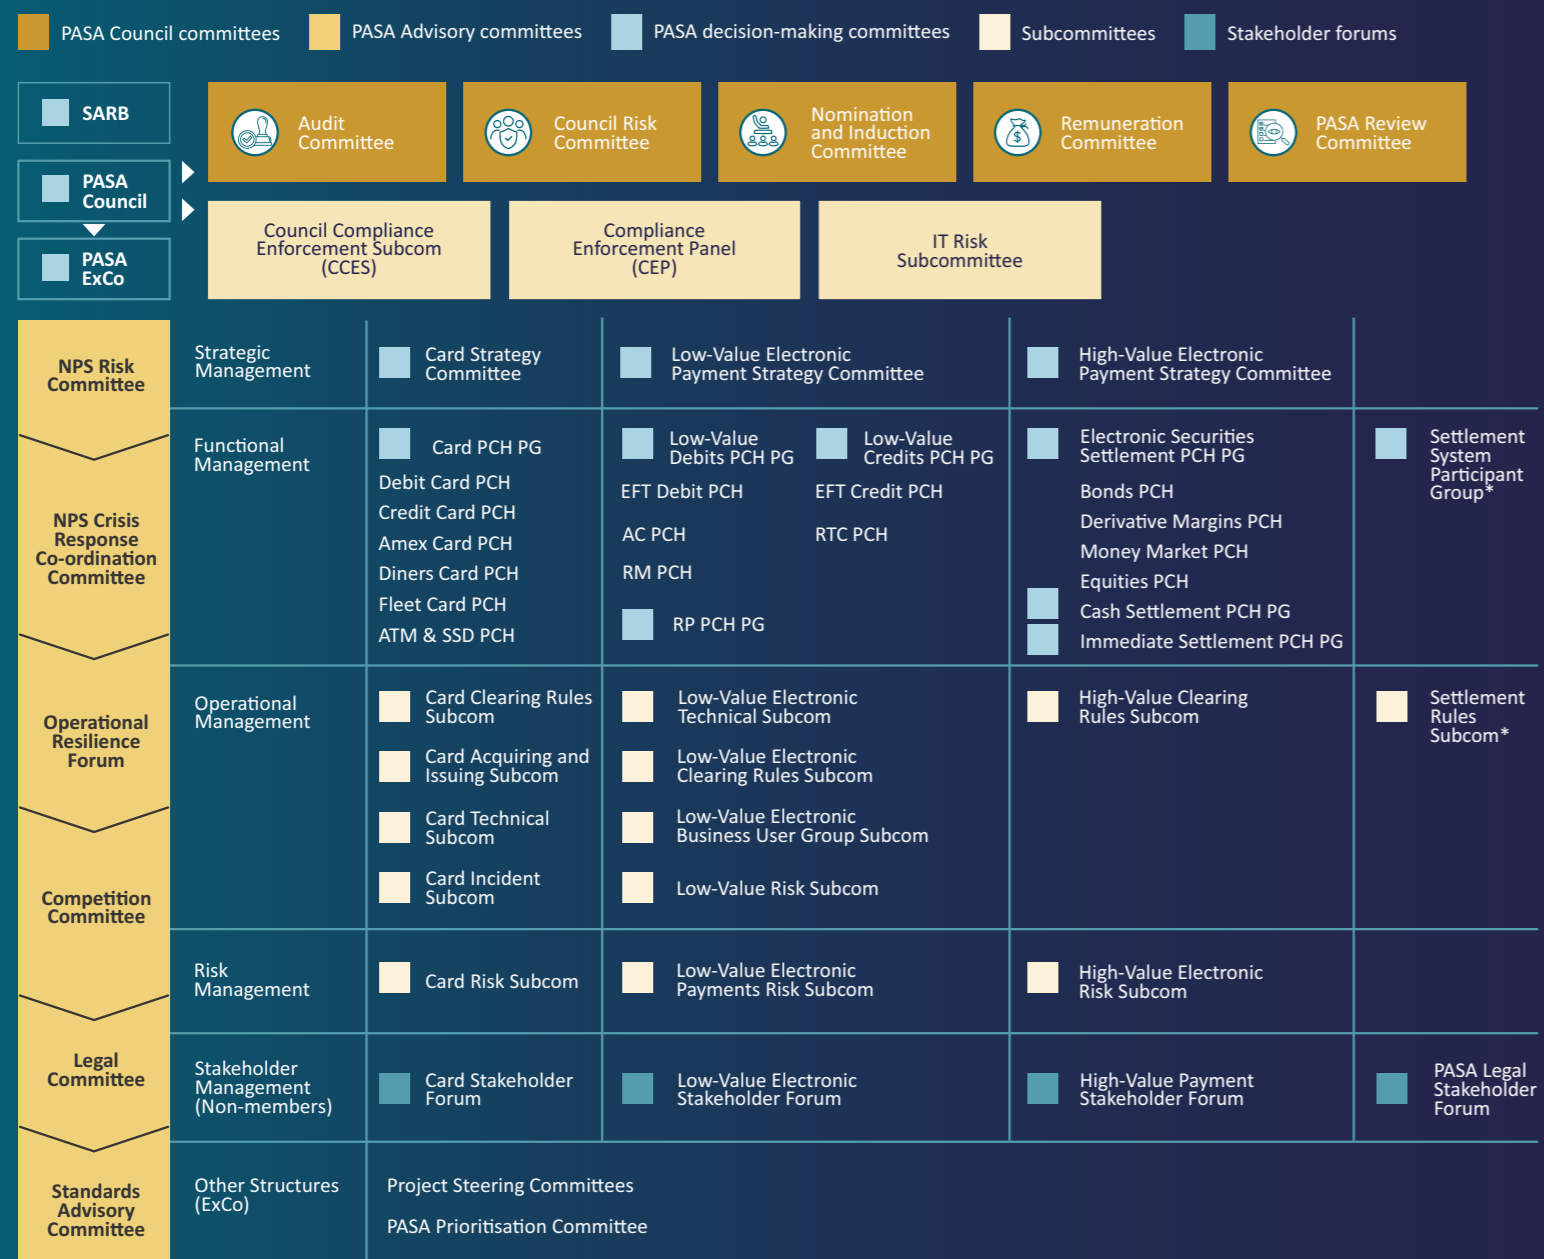 PASA Council committees
PASA Advisory committees
PASA decision-making committees
Subcommittees
Stakeholder forums
SARB
PASA
Council
PASA
ExCo
Audit
Committee
Council Risk
Committee
Nomination
and Induction
Committee
Remuneration
Committee
PASA Review
Committee
Council Compliance
Enforcement Subcom
(CCES)
Compliance
Enforcement Panel
(CEP)
IT Risk
Subcommittee
NPS Risk
Committee
NPS Crisis
Response
Co-ordination
Committee
Operational
Resilience
Forum
Competition
Committee
Legal
Committee
Standards
Advisory
Committee
Strategic
Management
Card Strategy
Committee
Low-Value Electronic
Payment Strategy Committee
High-Value Electronic
Payment Strategy Committee
Functional
Management
Card PCH PG
Debit Card PCH
Credit Card PCH
Amex Card PCH
Diners Card PCH
Fleet Card PCH
ATM & SSD PCH
Low-Value
Debits PCH PG
EFT Debit PCH
AC PCH
RM PCH
RP PCH PG
Low-Value
Credits PCH PG
EFT Credit PCH
RTC PCH
Electronic Securities
Settlement PCH PG
Bonds PCH
Derivative Margins PCH
Money Market PCH
Equities PCH
Cash Settlement PCH PG
Immediate Settlement PCH PG
Settlement
System
Participant
Group*
Operational
Management
Card Clearing Rules
Subcom
Card Acquiring and
Issuing Subcom
Card Technical
Subcom
Card Incident
Subcom
Low-Value Electronic
Technical Subcom
Low-Value Electronic
Clearing Rules Subcom
Low-Value Electronic
Business User Group Subcom
Low-Value Risk Subcom
High-Value Clearing
Rules Subcom
Settlement
Rules
Subcom*
Risk
Management
Card Risk Subcom
Low-Value Electronic
Payments Risk Subcom
High-Value Electronic
Risk Subcom
Stakeholder
Management
(Non-members)
Card Stakeholder
Forum
Low-Value Electronic
Stakeholder Forum
High-Value Payment
Stakeholder Forum
PASA Legal
Stakeholder
Forum
Other Structures
(ExCo)
Project Steering Committees
PASA Prioritisation Committee